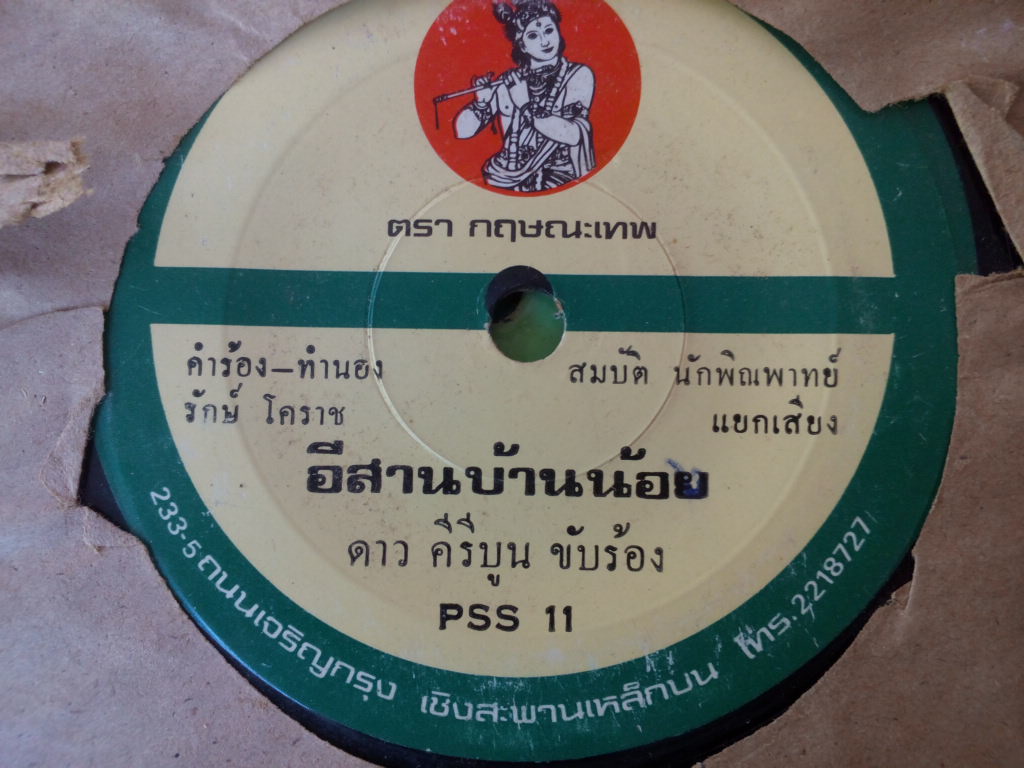 ตรา กฤษณะเทพ
คำร้อง-ทำนอง
รักษ์ โคราช
สมบัติ นักพิณพาทย์
แยกเสียง
อีสานบ้านน้อย
ดาว คีรีบูน ขับร้อง
PSS 11
233-5 ถนนเจริญกรุง เชิงสะพานเหล็กบน โทร.2218727